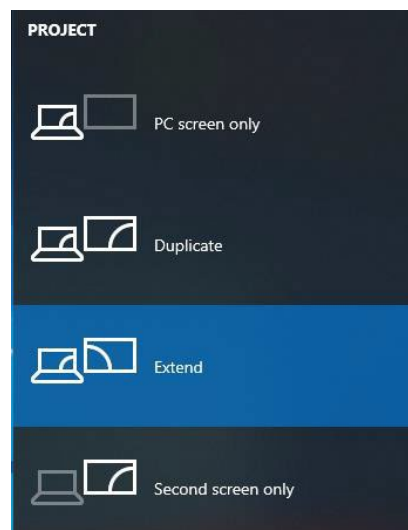 PROJECT
PC screen only
Duplicate
Extend
Second screen only